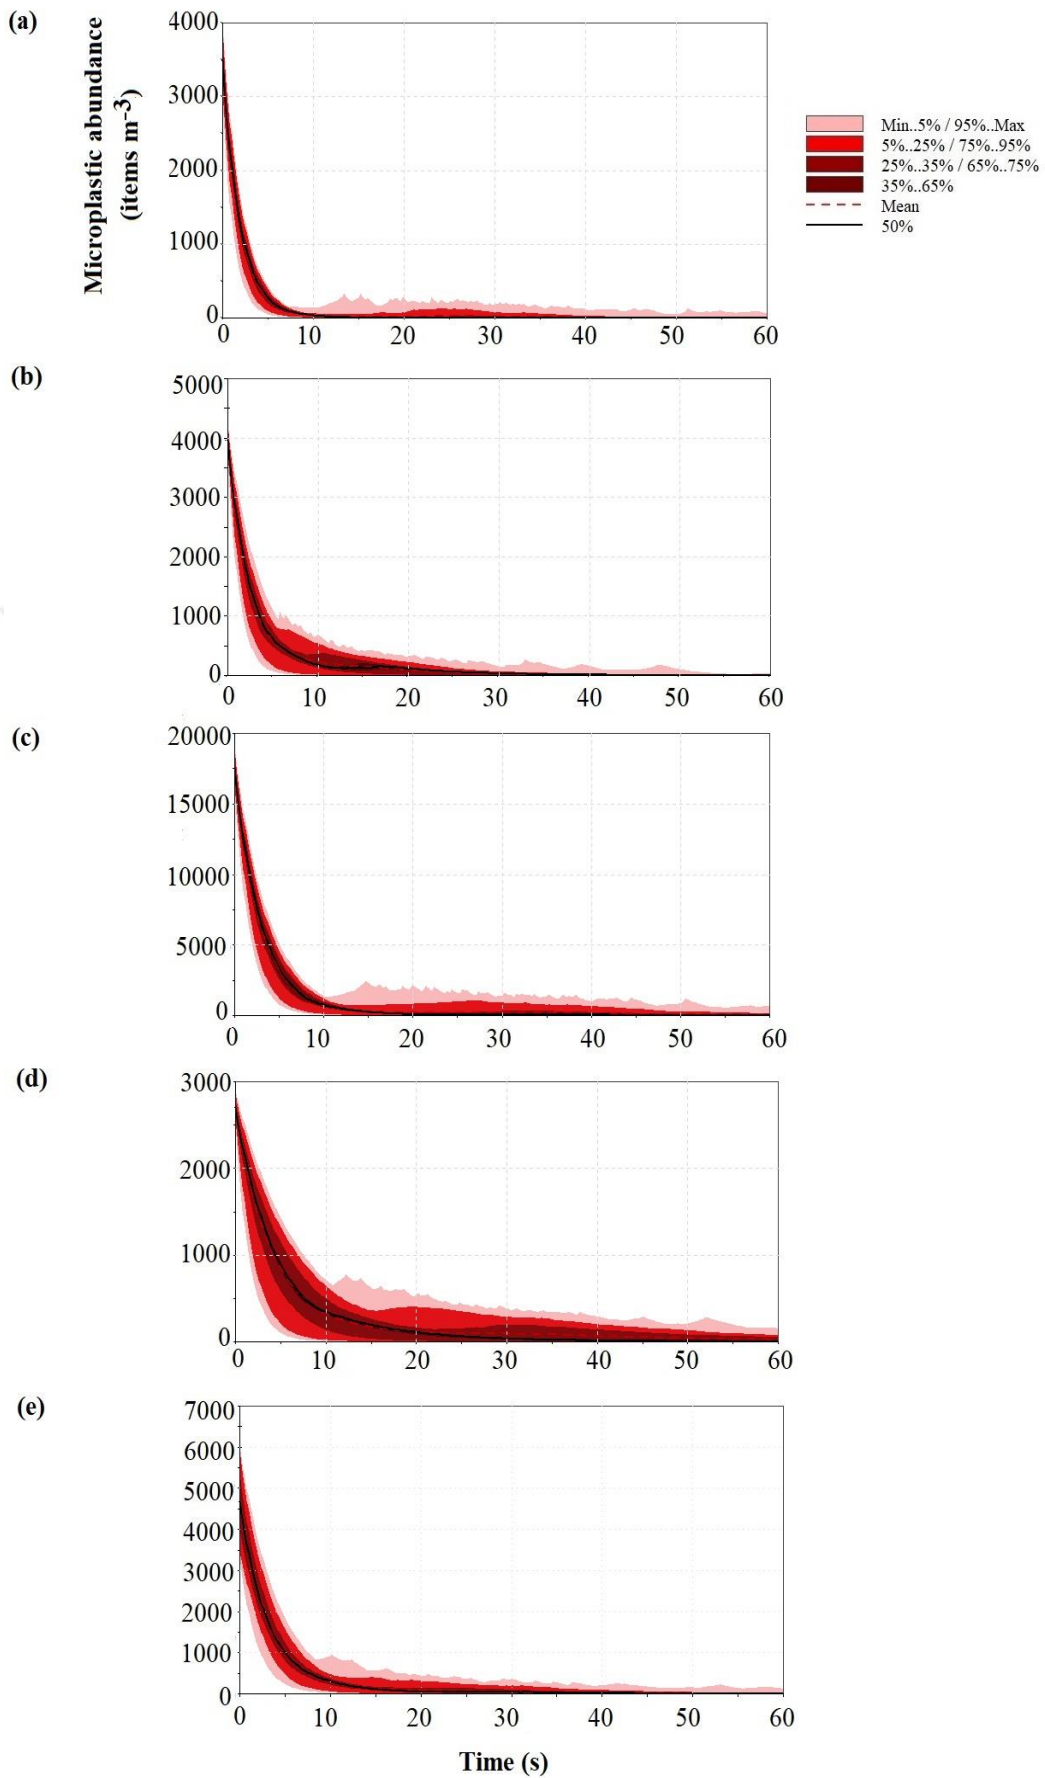 (a)
Microplastic abundance
(items m-3)
4000
3000
2000
1000
0
0 10 20 30 40 50 60
Min..5% / 95%..Max
5%..25% / 75%..95%
25%..35% / 65%..75%
35%..65%
Mean
50%
(b)
5000
4000
3000
2000
1000
0
0 10 20 30 40 50 60
(c)
20000
15000
10000
5000
0
0 10 20 30 40 50 60
(d)
3000
2000
1000
0
0 10 20 30 40 50 60
(e)
7000
6000
5000
4000
3000
2000
1000
0
0 10 20 30 40 50 60
Time (s)